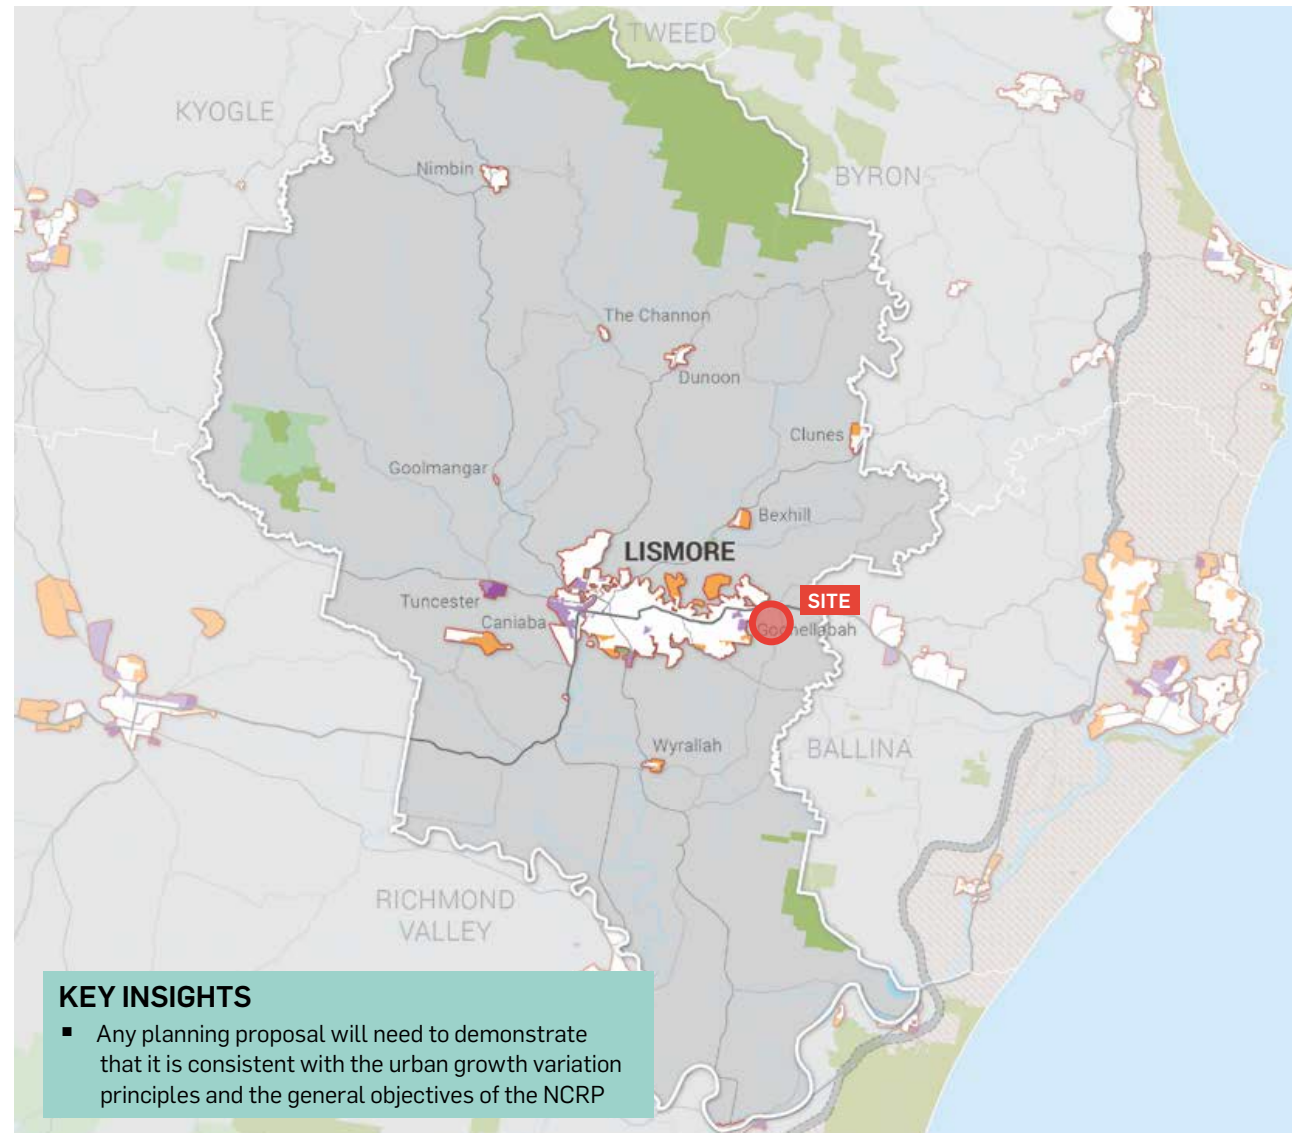 TWEED
KYOGLE
Nimbin
BYRON
The Channon
Dunoon
Clunes
Goolmangar
Bexhill
LISMORE
Tuncester
SITE
Caniaba
Goonellabah
Wyrallah
BALLINA
RICHMOND
VALLEY
KEY INSIGHTS
▪ Any planning proposal will need to demonstrate
that it is consistent with the urban growth variation
principles and the general objectives of the NCRP